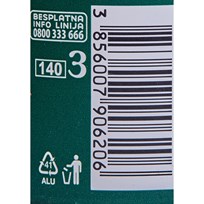 BESPLATNA
INFO LINIJA
0800 333 666
140 3
3 856007 906206
41
ALU